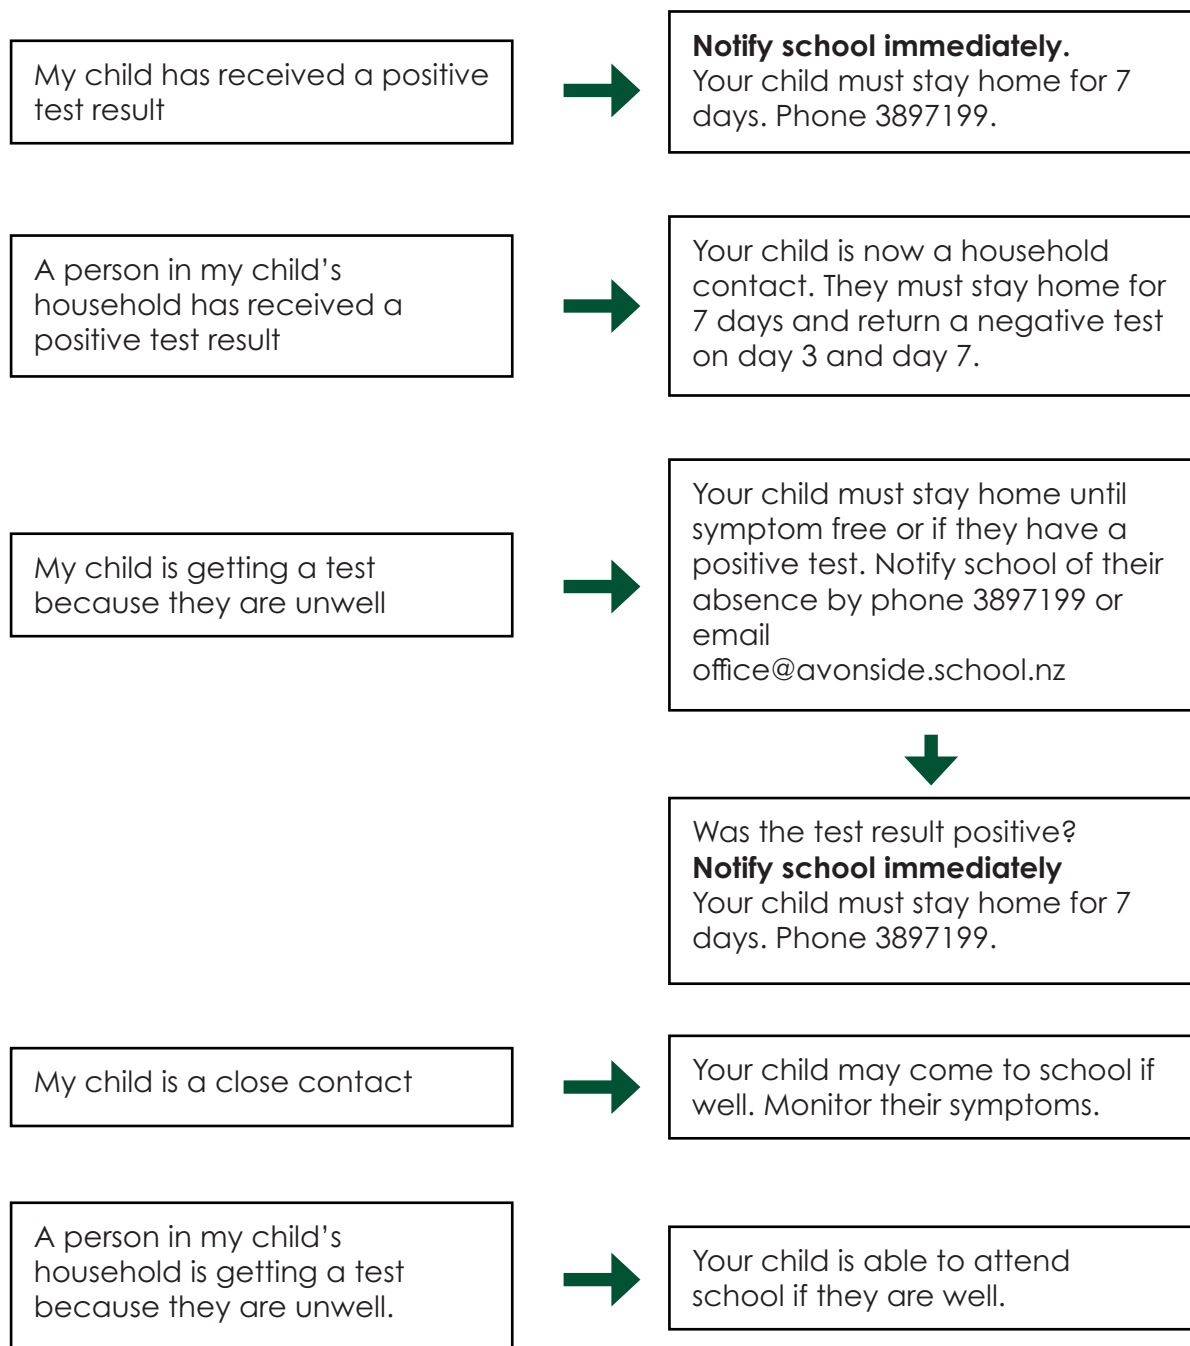 My child has received a positive
test result
Notify school immediately.
Your child must stay home for 7
days. Phone 3897199.
A person in my child’s
household has received a
positive test result
Your child is now a household
contact. They must stay home for
7 days and return a negative test
on day 3 and day 7.
My child is getting a test
because they are unwell
Your child must stay home until
symptom free or if they have a
positive test. Notify school of their
absence by phone 3897199 or
email
office@avonside.school.nz
Was the test result positive?
Notify school immediately
Your child must stay home for 7
days. Phone 3897199.
My child is a close contact
Your child may come to school if
well. Monitor their symptoms.
A person in my child’s
household is getting a test
because they are unwell.
Your child is able to attend
school if they are well.